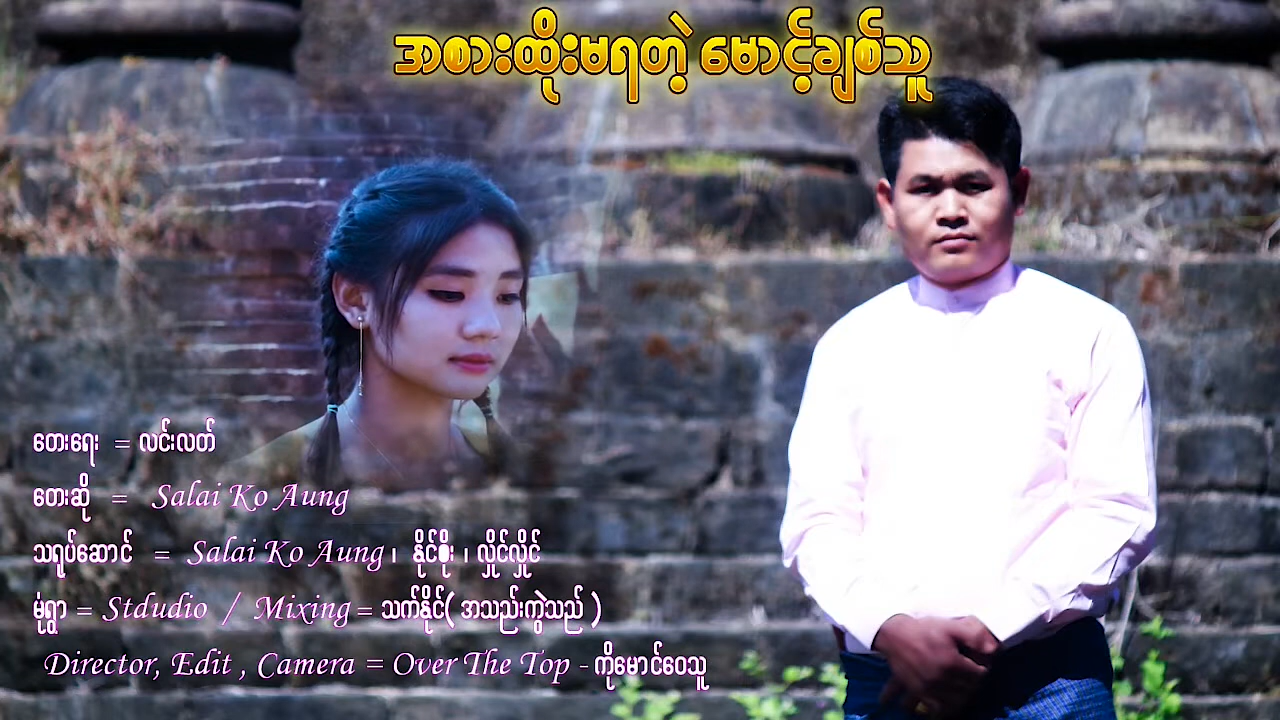 အစားထိုးမရတဲ့ မောင့်ချစ်သူ
တေးရေး = လင်းလတ်
တေးဆို = Salai Ko Aung
သရုပ်ဆောင် = Salai Ko Aung ၊ နိုင်စိုး ၊ လှိုင်လှိုင်
မုံရွာ = Stdudio / Mixing = သက်နိုင်( အသည်းကွဲသည် )
Director, Edit , Camera = Over The Top - ကိုမောင်ဝေသူ